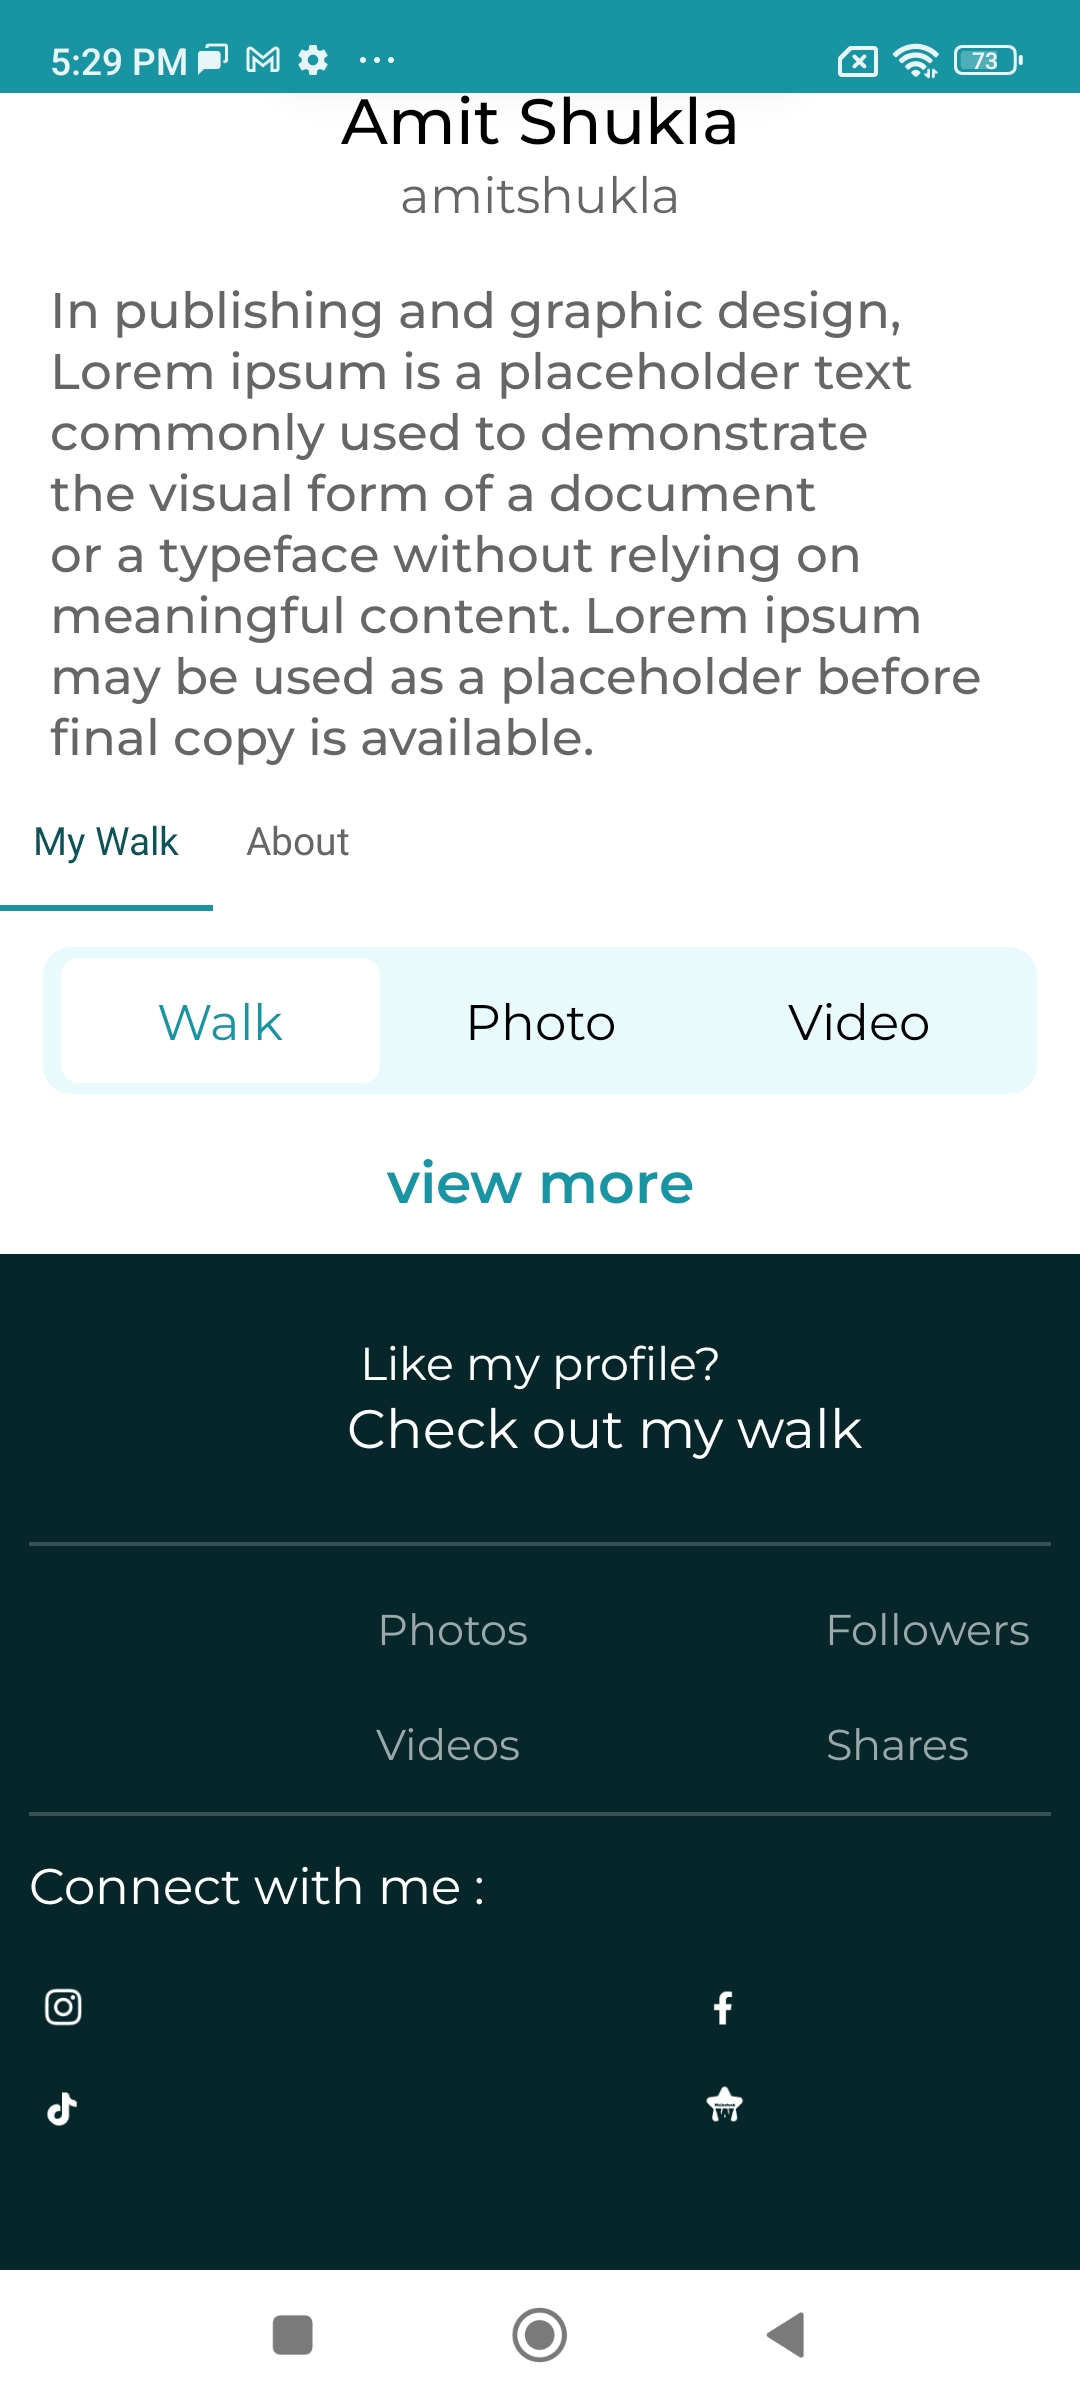 5:29 PM
73
Amit Shukla
amitshukla
In publishing and graphic design,
Lorem ipsum is a placeholder text
commonly used to demonstrate
the visual form of a document
or a typeface without relying on
meaningful content. Lorem ipsum
may be used as a placeholder before
final copy is available.
My Walk About
Walk Photo Video
view more
Like my profile?
Check out my walk
Photos Followers
Videos Shares
Connect with me :